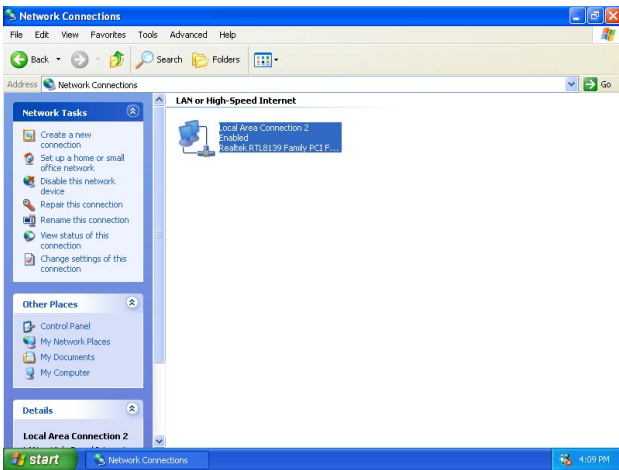 Network Connections
File Edit View Favorites Tools Advanced Help
Back Search Folders
Address Network Connections Go
Network Tasks
Create a new
connection
Set up a home or small
office network
Disable this network
device
Repair this connection
Rename this connection
View status of this
connection
Change settings of this
connection
Other Places
Control Panel
My Network Places
My Documents
My Computer
Details
Local Area Connection 2
LAN or High-Speed Internet
Local Area Connection 2
Enabled
Realtek RTL8139 Family PCI F...
start Network Connections 4:09 PM